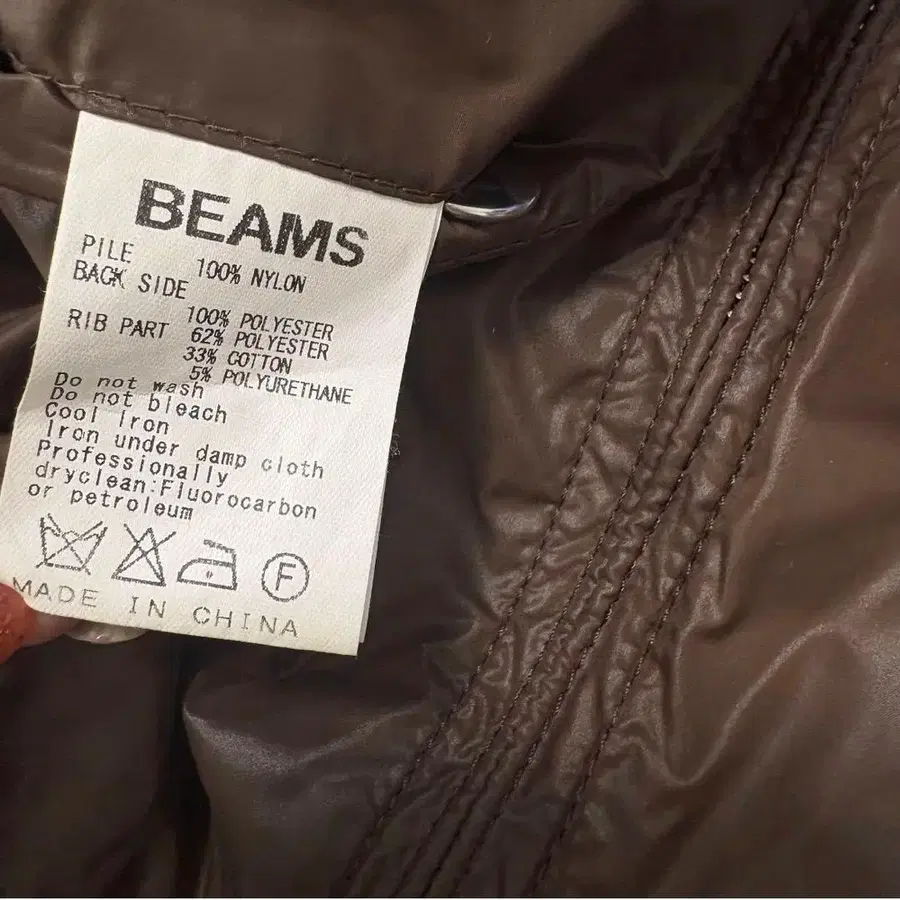 BEAMS
PILE 100% NYLON
BACK SIDE
100% POLYESTER
RIB PART 62% POLYESTER
33% COTTON
5% POLYURETHANE
Do not wash
Do not bleach
Cool Iron
Iron under damp cloth
Professionally
dryclean:Fluorocarbon
or petroleum
F
MADE IN CHINA